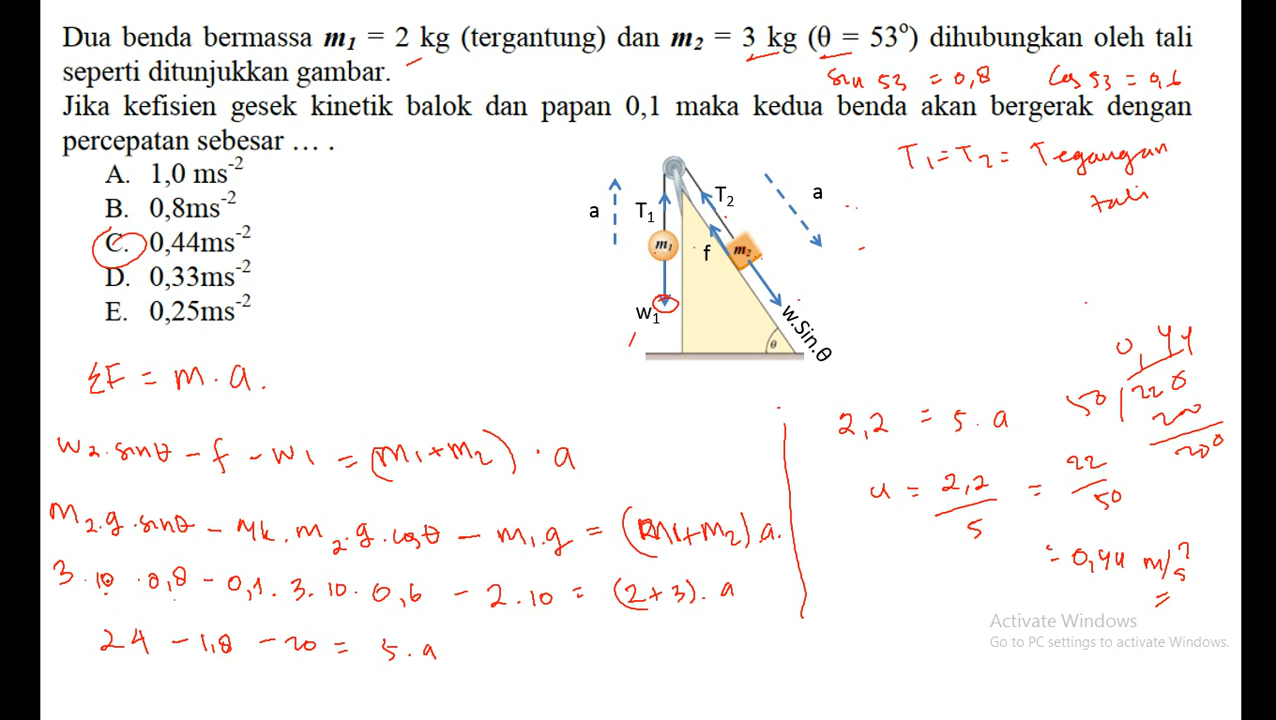 Dua benda bermassa m1 = 2 kg (tergantung) dan m2 = 3 kg (θ = 53°) dihubungkan oleh tali
seperti ditunjukkan gambar.
sin 53 = 0,8 Cos 53 = 0,6
Jika kefisien gesek kinetik balok dan papan 0,1 maka kedua benda akan bergerak dengan
percepatan sebesar ... .
A. 1,0 ms-2
B. 0,8ms-2
C. 0,44ms-2
D. 0,33ms-2
E. 0,25ms-2
T1 = T2 = Tegangan
tali
a
T1
T2
a
m1
f
m2
w1
w.Sin.θ
θ
ΣF = m . a.
w2.sinθ - f - w1 = (m1+m2) . a
m2.g.sinθ - μk.m2.g.cosθ - m1.g = (m1+m2) a.
3.10.0,8 - 0,1.3.10.0,6 - 2.10 = (2+3).a
24 - 1,8 - 20 = 5.a
2,2 = 5.a
a = 2,2/5 = 22/50
= 0,44 m/s2
0,44
50 220
200
200
Activate Windows
Go to PC settings to activate Windows.